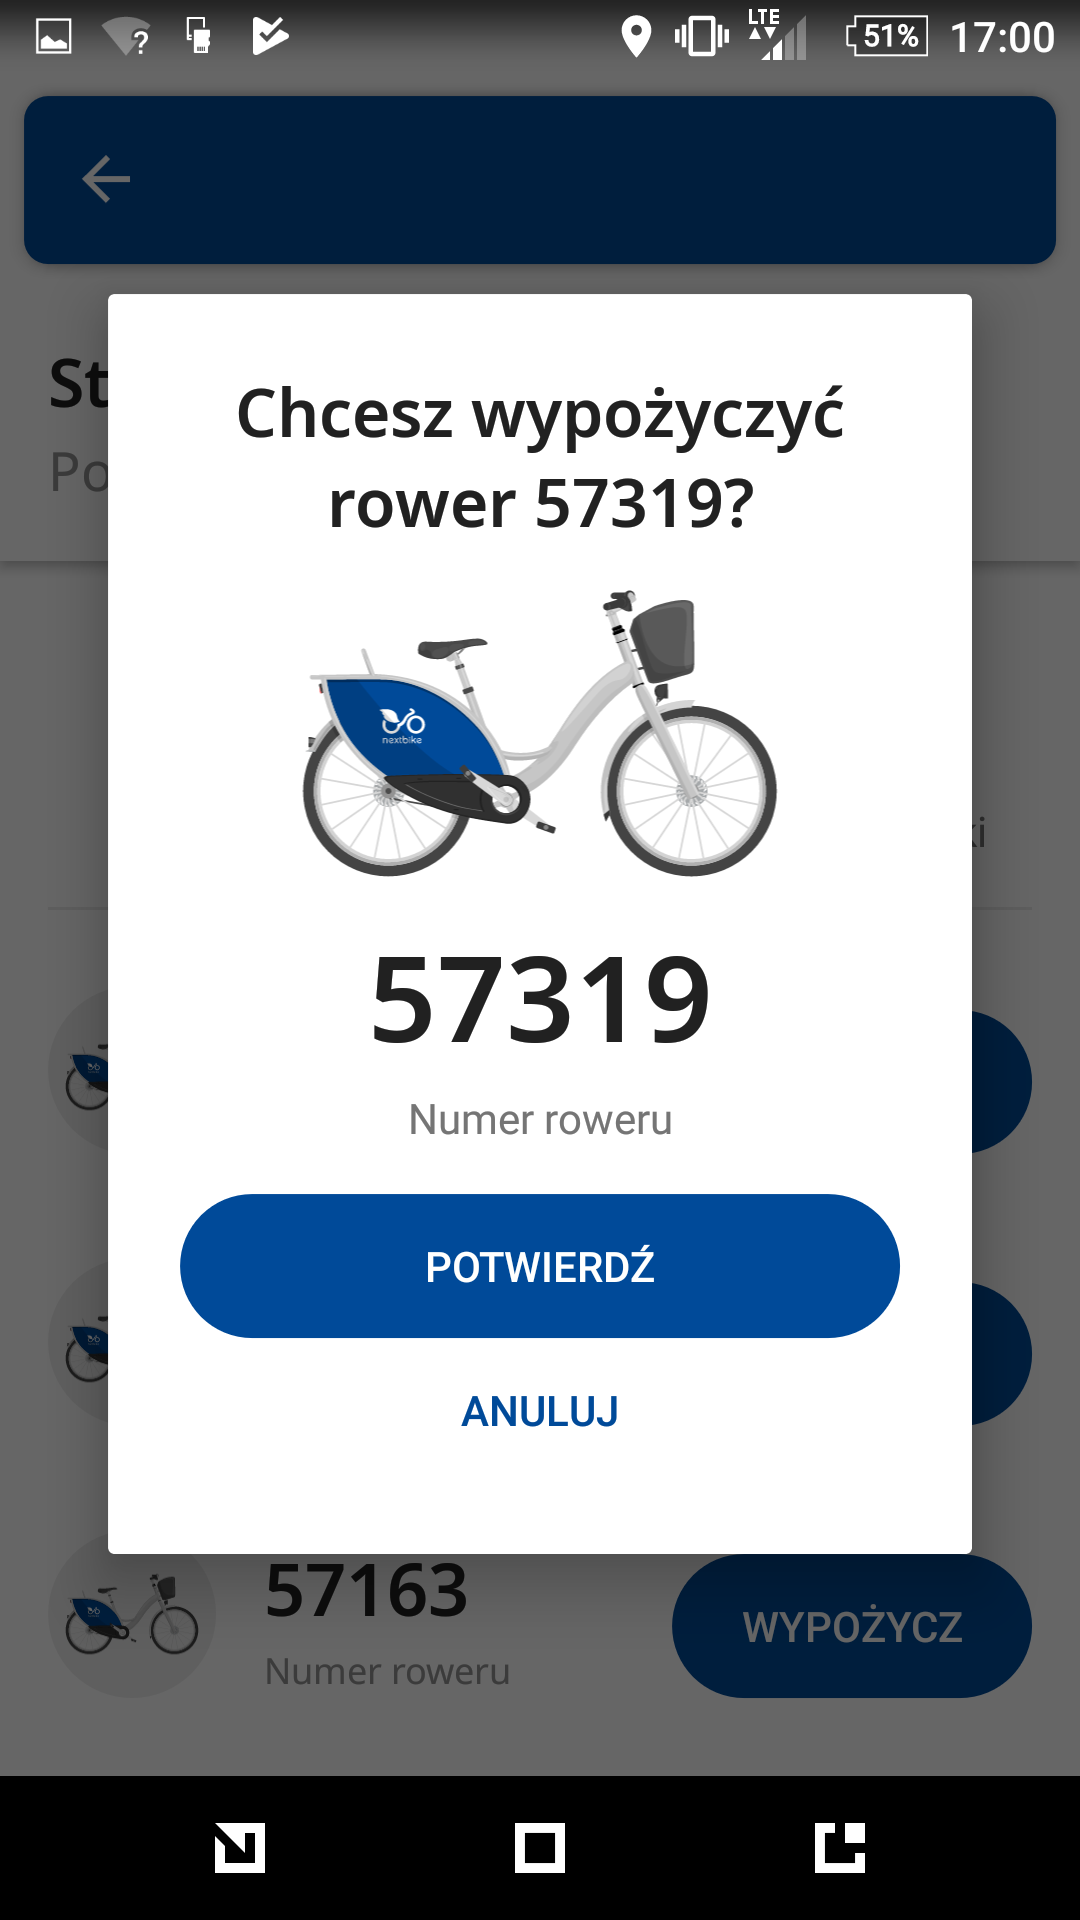 LTE
51% 17:00
St
Po
Chcesz wypożyczyć
rower 57319?
nextbike
ki
57319
Numer roweru
POTWIERDŹ
ANULUJ
57163
WYPOŻYCZ
Numer roweru